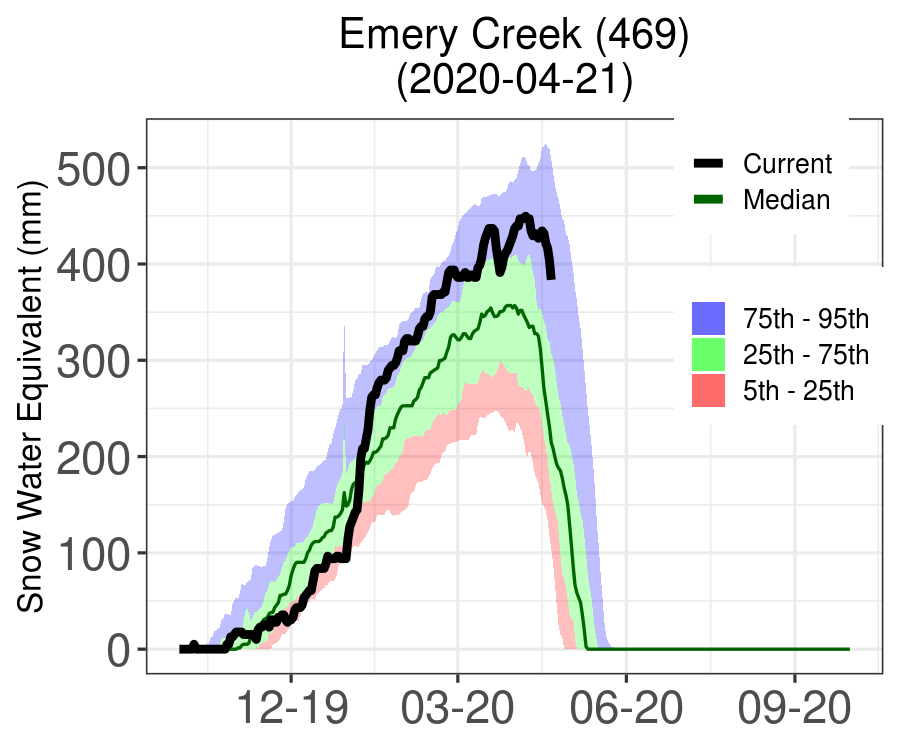 Emery Creek (469)
(2020-04-21)
Snow Water Equivalent (mm)
500
400
300
200
100
0
12-19
03-20
06-20
09-20
Current
Median
75th - 95th
25th - 75th
5th - 25th